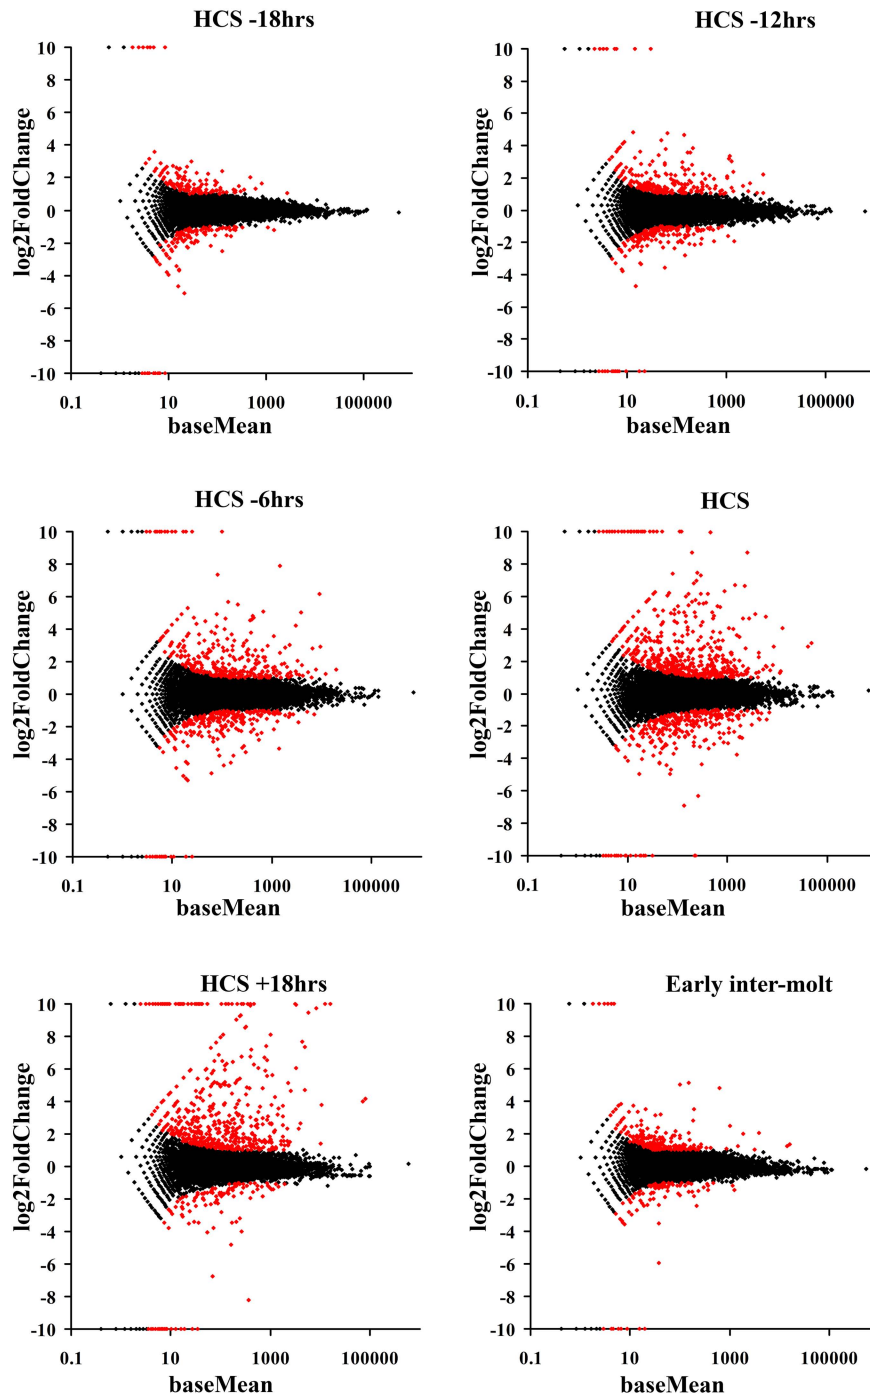 HCS -18hrs
10
8
6
4
2
0
-2
-4
-6
-8
-10
log2FoldChange
0.1 10 1000 100000
baseMean
HCS -12hrs
10
8
6
4
2
0
-2
-4
-6
-8
-10
log2FoldChange
0.1 10 1000 100000
baseMean
HCS -6hrs
10
8
6
4
2
0
-2
-4
-6
-8
-10
log2FoldChange
0.1 10 1000 100000
baseMean
HCS
10
8
6
4
2
0
-2
-4
-6
-8
-10
log2FoldChange
0.1 10 1000 100000
baseMean
HCS +18hrs
10
8
6
4
2
0
-2
-4
-6
-8
-10
log2FoldChange
0.1 10 1000 100000
baseMean
Early inter-molt
10
8
6
4
2
0
-2
-4
-6
-8
-10
log2FoldChange
0.1 10 1000 100000
baseMean